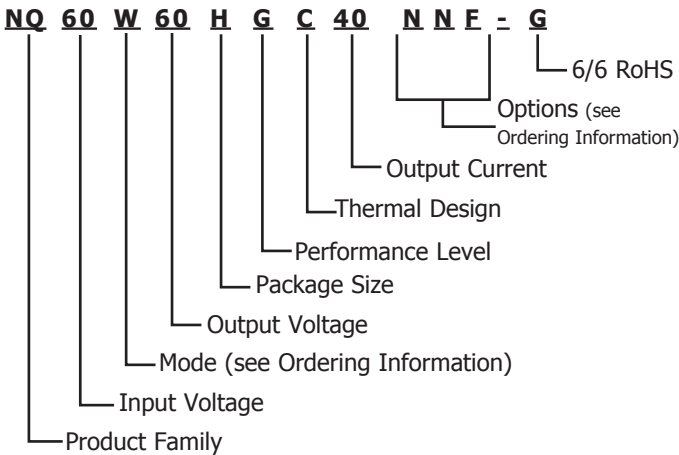 NQ 60 W 60 H G C 40 N N F - G
6/6 RoHS
Options (see
Ordering Information)
Output Current
Thermal Design
Performance Level
Package Size
Output Voltage
Mode (see Ordering Information)
Input Voltage
Product Family